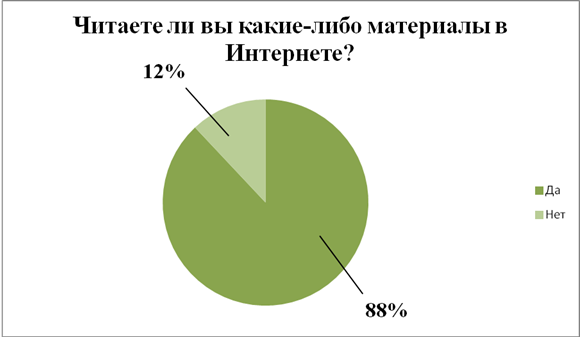 Читаете ли вы какие-либо материалы в
Интернете?
12%
Да
Нет
88%